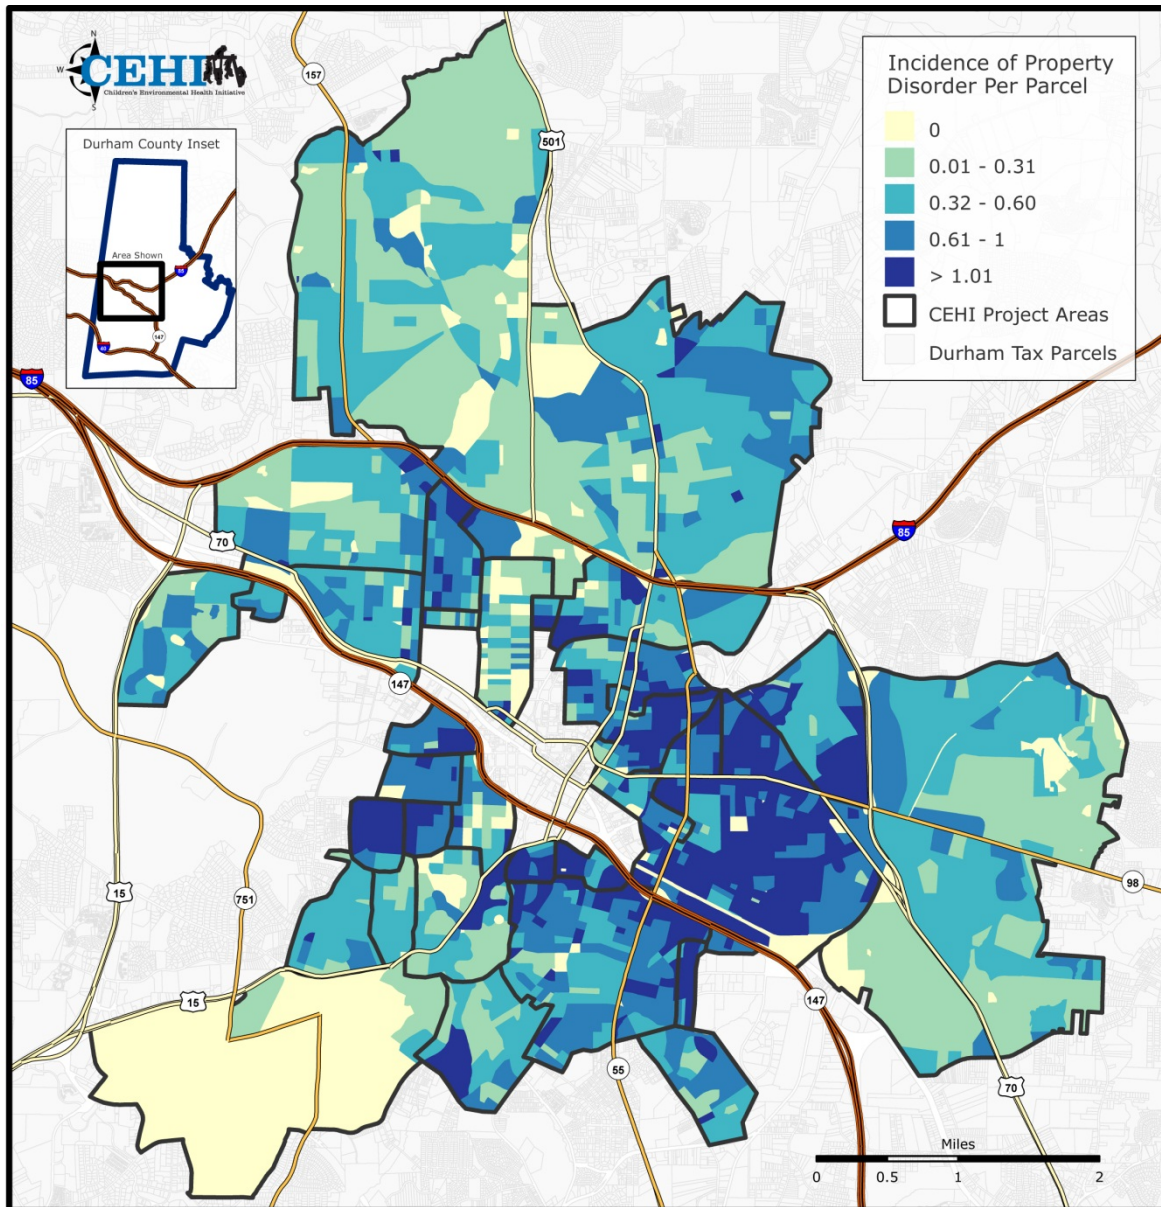 N
W
S
CEHI
Children's Environmental Health Initiative
Durham County Inset
Area Shown
85
147
157
501
Incidence of Property
Disorder Per Parcel
0
0.01 - 0.31
0.32 - 0.60
0.61 - 1
> 1.01
CEHI Project Areas
Durham Tax Parcels
85
85
70
147
15
751
98
15
147
55
70
Miles
0
0.5
1
2